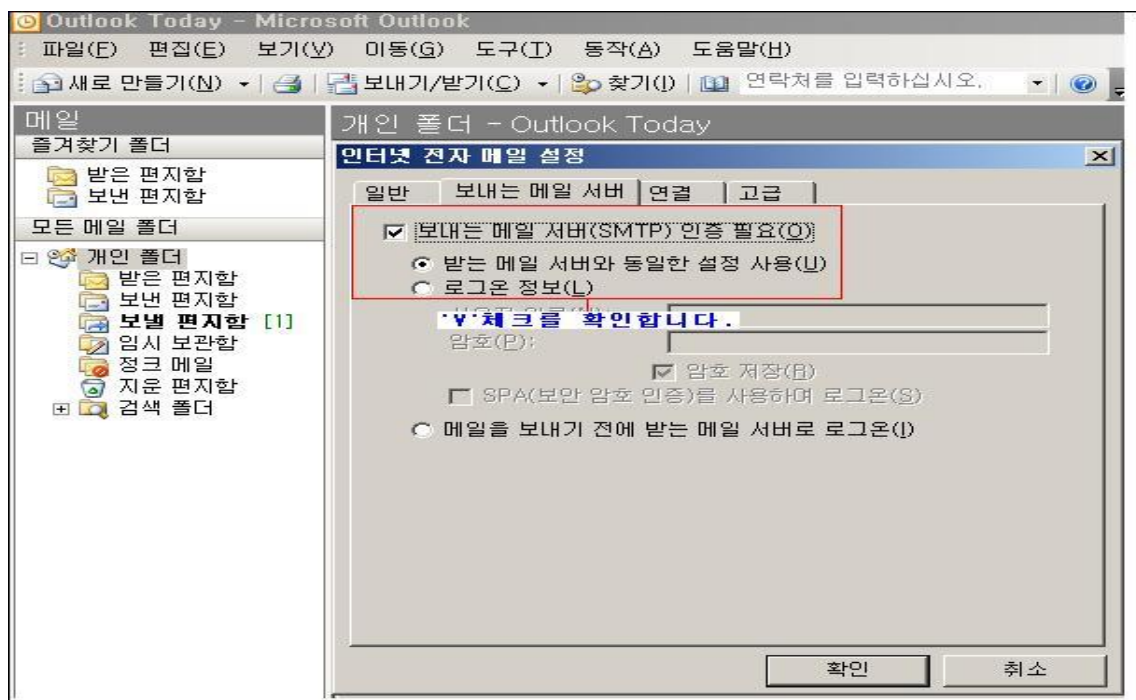 Outlook Today - Microsoft Outlook
파일(F) 편집(E) 보기(V) 이동(G) 도구(T) 동작(A) 도움말(H)
새로 만들기(N) 보내기/받기(C) 찾기(I) 연락처를 입력하십시오.
메일
즐겨찾기 폴더
받은 편지함
보낸 편지함
모든 메일 폴더
개인 폴더
받은 편지함
보낸 편지함
보낼 편지함 [1]
임시 보관함
정크 메일
지운 편지함
검색 폴더
개인 폴더 - Outlook Today
인터넷 전자 메일 설정
일반 보내는 메일 서버 연결 고급
보내는 메일 서버(SMTP) 인증 필요(O)
받는 메일 서버와 동일한 설정 사용(U)
로그온 정보(L)
'V'체크를 확인합니다.
암호(P):
암호 저장(R)
SPA(보안 암호 인증)를 사용하여 로그온(S)
메일을 보내기 전에 받는 메일 서버로 로그온(I)
확인 취소